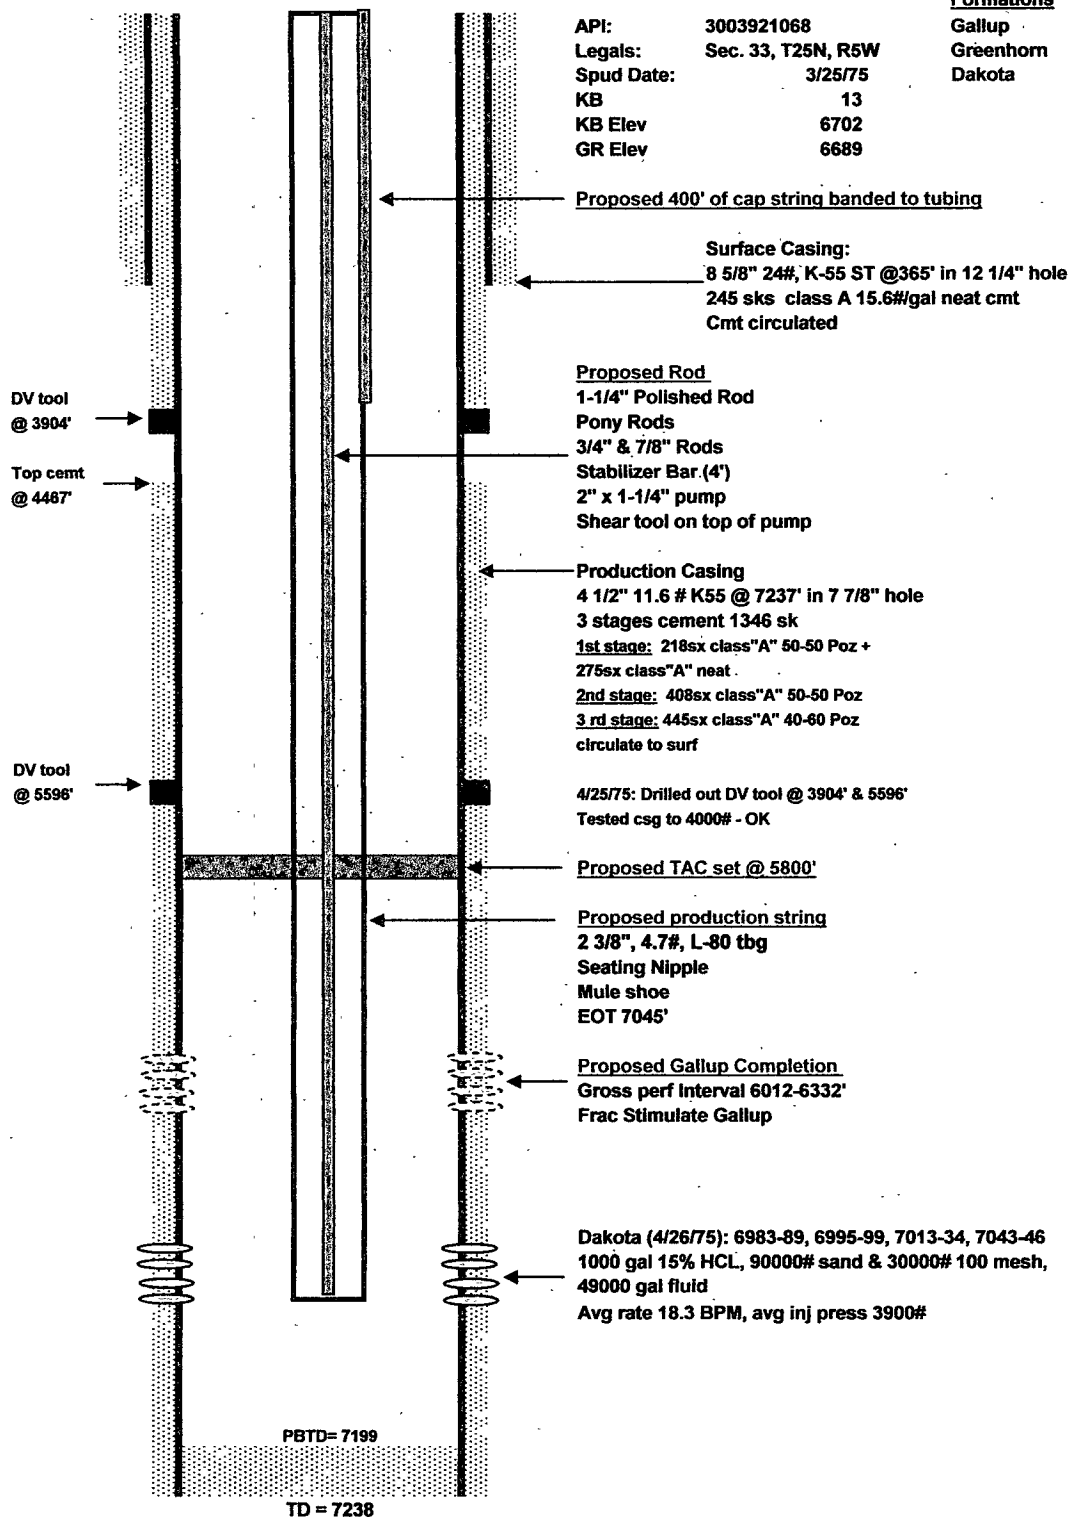 Formations
API: 3003921068 Gallup
Legals: Sec. 33, T25N, R5W Greenhorn
Spud Date: 3/25/75 Dakota
KB 13
KB Elev 6702
GR Elev 6689
Proposed 400' of cap string banded to tubing
Surface Casing:
8 5/8" 24#, K-55 ST @365' in 12 1/4" hole
245 sks class A 15.6#/gal neat cmt
Cmt circulated
Proposed Rod
1-1/4" Polished Rod
Pony Rods
3/4" & 7/8" Rods
Stabilizer Bar (4')
2" x 1-1/4" pump
Shear tool on top of pump
DV tool
@ 3904'
Top cemt
@ 4467'
Production Casing
4 1/2" 11.6 # K55 @ 7237' in 7 7/8" hole
3 stages cement 1346 sk
1st stage: 218sx class"A" 50-50 Poz +
275sx class"A" neat
2nd stage: 408sx class"A" 50-50 Poz
3 rd stage: 445sx class"A" 40-60 Poz
circulate to surf
DV tool
@ 5596'
4/25/75: Drilled out DV tool @ 3904' & 5596'
Tested csg to 4000# - OK
Proposed TAC set @ 5800'
Proposed production string
2 3/8", 4.7#, L-80 tbg
Seating Nipple
Mule shoe
EOT 7045'
Proposed Gallup Completion
Gross perf interval 6012-6332'
Frac Stimulate Gallup
Dakota (4/26/75): 6983-89, 6995-99, 7013-34, 7043-46
1000 gal 15% HCL, 90000# sand & 30000# 100 mesh,
49000 gal fluid
Avg rate 18.3 BPM, avg inj press 3900#
PBTD= 7199
TD = 7238